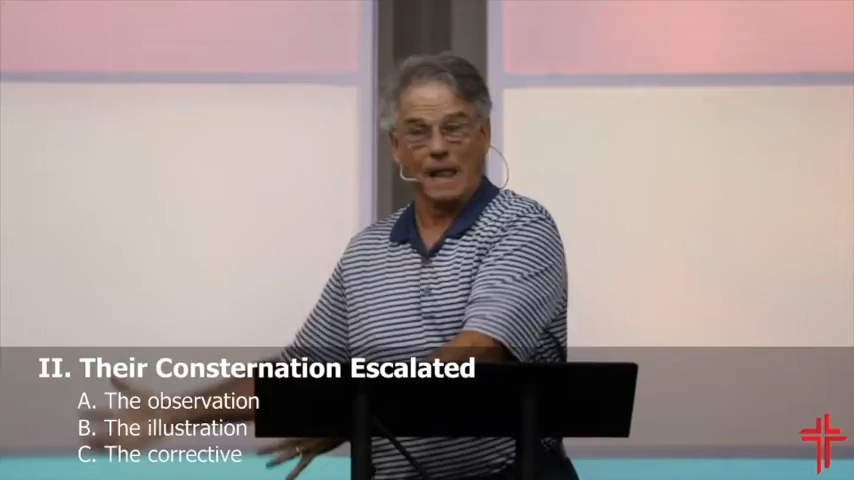 II. Their Consternation Escalated
A. The observation
B. The illustration
C. The corrective